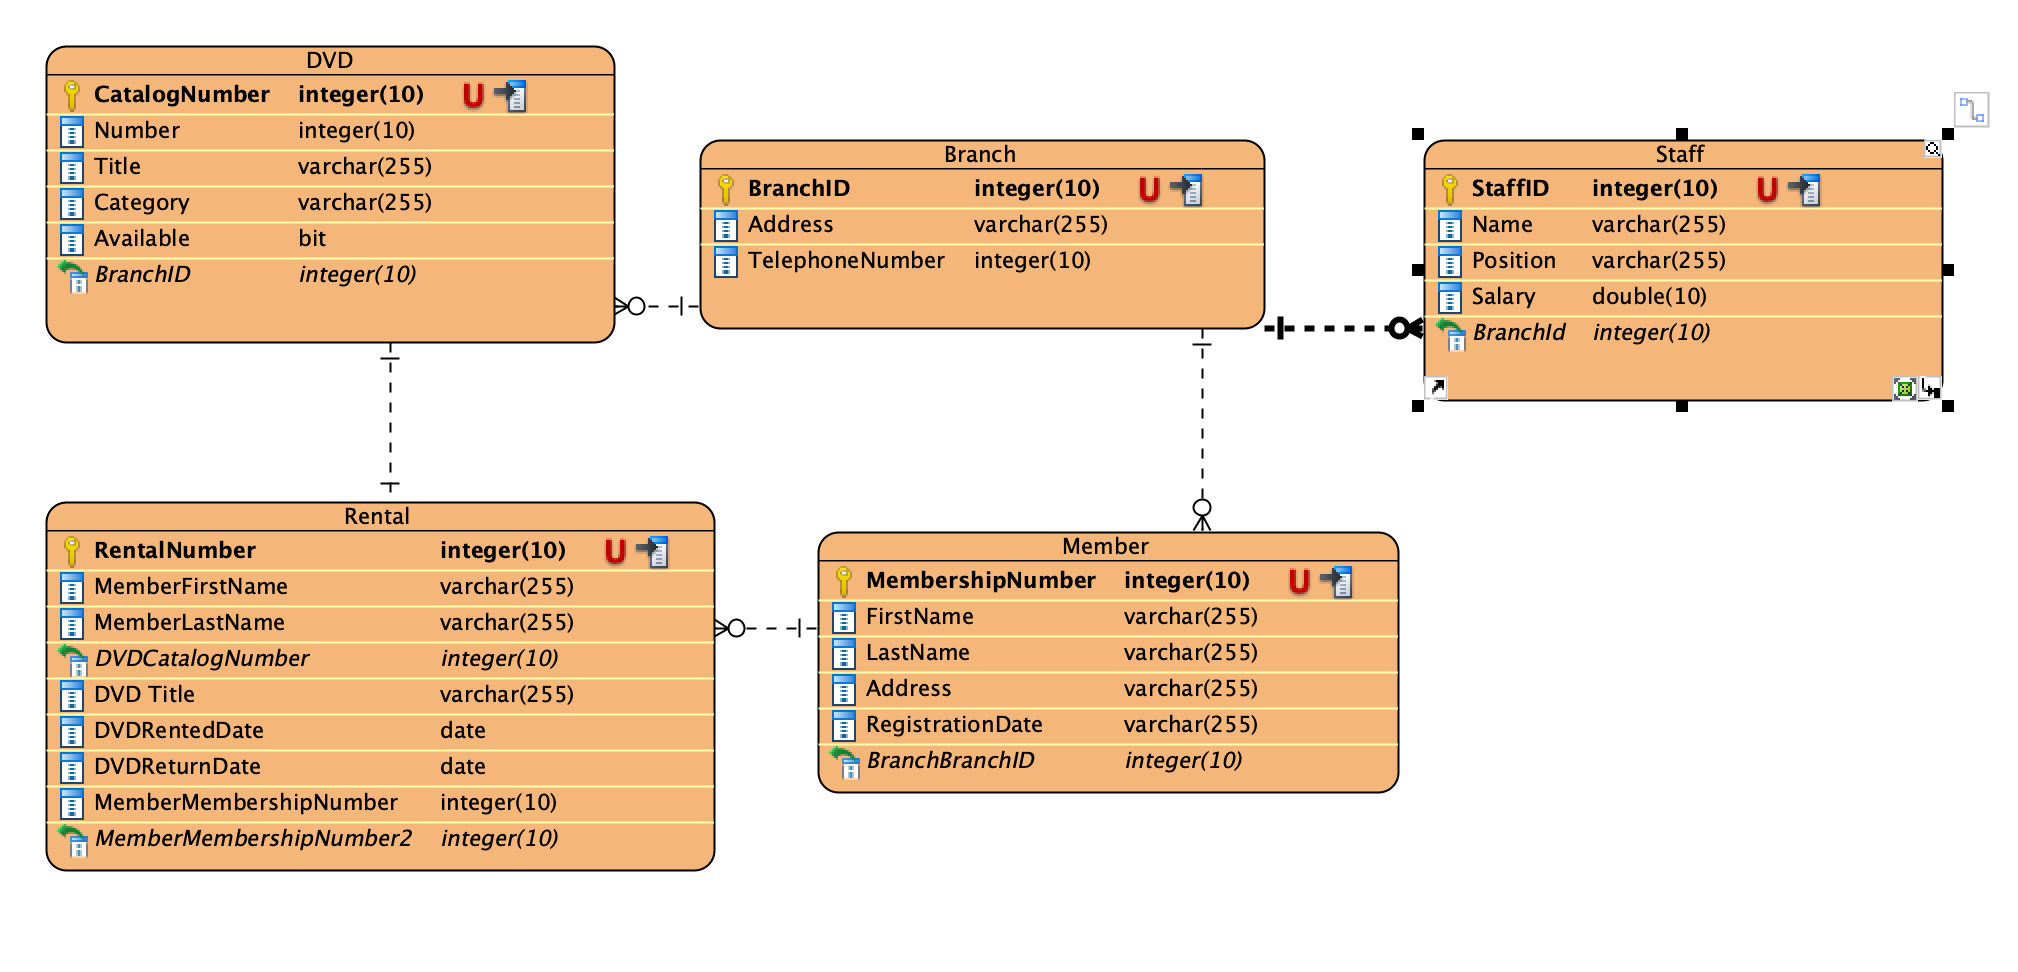 DVD
CatalogNumber integer(10) U
Number integer(10)
Title varchar(255)
Category varchar(255)
Available bit
BranchID integer(10)
Branch
BranchID integer(10) U
Address varchar(255)
TelephoneNumber integer(10)
Staff
StaffID integer(10) U
Name varchar(255)
Position varchar(255)
Salary double(10)
BranchId integer(10)
Rental
RentalNumber integer(10) U
MemberFirstName varchar(255)
MemberLastName varchar(255)
DVDCatalogNumber integer(10)
DVD Title varchar(255)
DVDRentedDate date
DVDReturnDate date
MemberMembershipNumber integer(10)
MemberMembershipNumber2 integer(10)
Member
MembershipNumber integer(10) U
FirstName varchar(255)
LastName varchar(255)
Address varchar(255)
RegistrationDate varchar(255)
BranchBranchID integer(10)